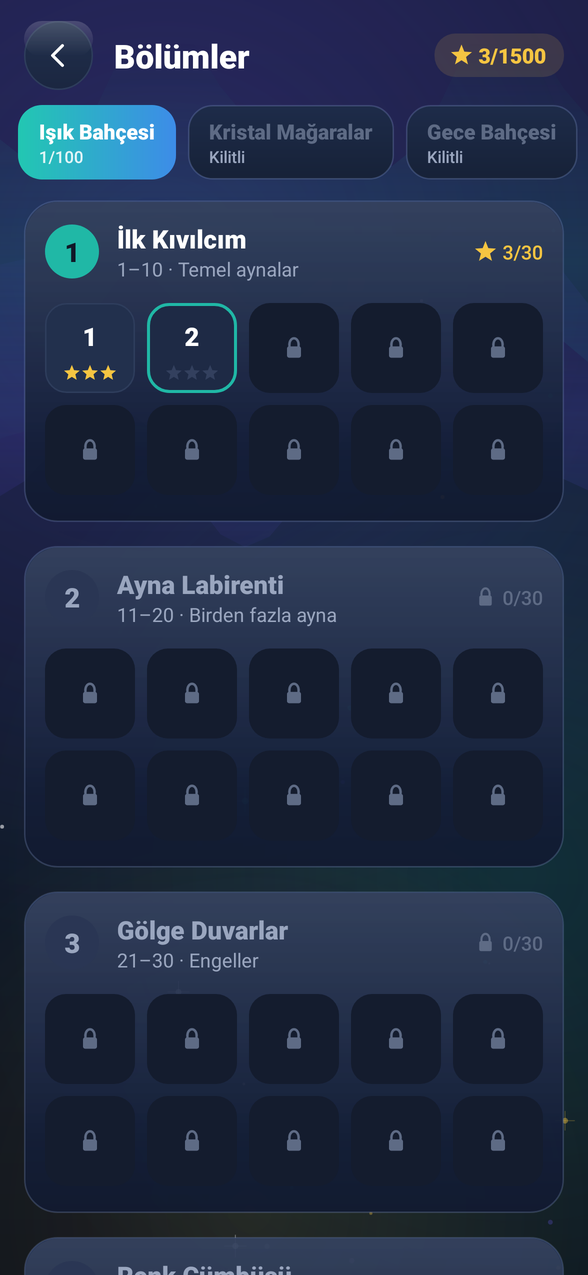 Bölümler
3/1500
Işık Bahçesi
1/100
Kristal Mağaralar
Kilitli
Gece Bahçesi
Kilitli
1
İlk Kıvılcım
1–10 · Temel aynalar
3/30
1
2
2
Ayna Labirenti
11–20 · Birden fazla ayna
0/30
3
Gölge Duvarlar
21–30 · Engeller
0/30
Renk Cümbüşü